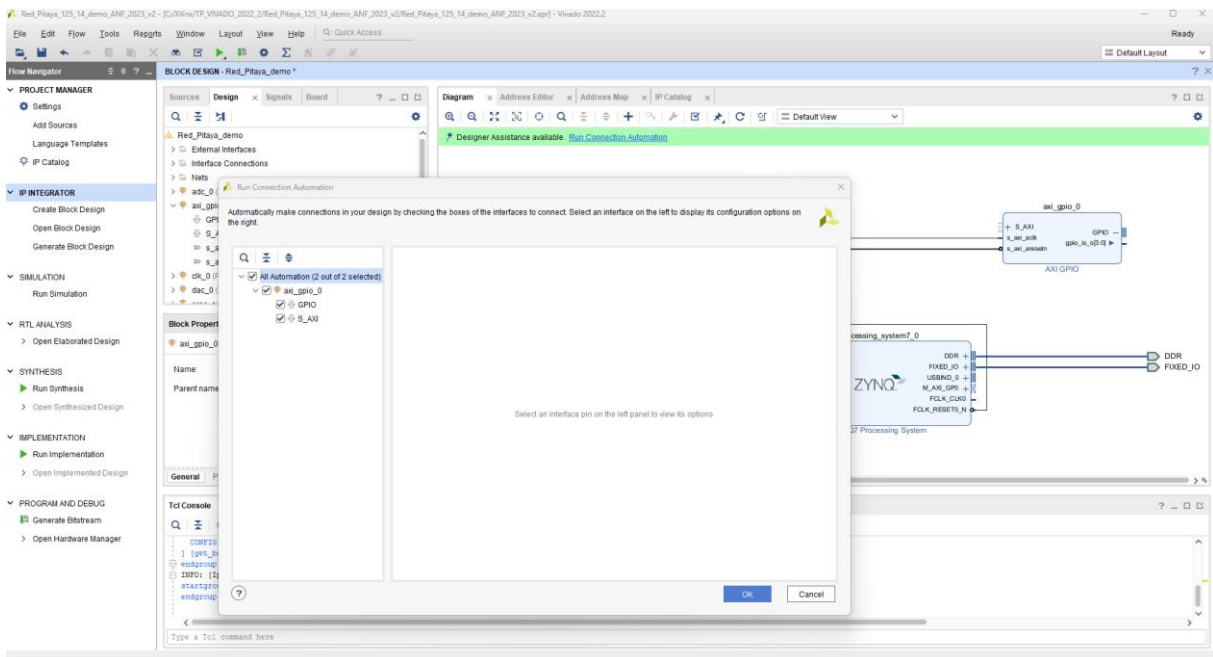 Red_Pitaya_125_14_demo_ANF_2023_v2 - [C:/Xilinx/TP_VIVADO_2022_2/Red_Pitaya_125_14_demo_ANF_2023_v2/Red_Pitaya_125_14_demo_ANF_2023_v2.xpr] - Vivado 2022.2
File Edit Flow Tools Reports Window Layout View Help Quick Access Ready
Default Layout
Flow Navigator
BLOCK DESIGN - Red_Pitaya_demo *
PROJECT MANAGER
Settings
Add Sources
Language Templates
IP Catalog
IP INTEGRATOR
Create Block Design
Open Block Design
Generate Block Design
SIMULATION
Run Simulation
RTL ANALYSIS
Open Elaborated Design
SYNTHESIS
Run Synthesis
Open Synthesized Design
IMPLEMENTATION
Run Implementation
Open Implemented Design
PROGRAM AND DEBUG
Generate Bitstream
Open Hardware Manager
Sources Design Signals Board
Red_Pitaya_demo
External Interfaces
Interface Connections
Nets
adc_0
clk_0
dac_0
Block Propert
axi_gpio_0
Name:
Parent name
General
Diagram Address Editor Address Map IP Catalog
Default View
Designer Assistance available. Run Connection Automation
Run Connection Automation
Automatically make connections in your design by checking the boxes of the interfaces to connect. Select an interface on the left to display its configuration options on
the right.
All Automation (2 out of 2 selected)
axi_gpio_0
GPIO
S_AXI
Select an interface pin on the left panel to view its options
OK Cancel
axi_gpio_0
S_AXI
s_axi_aclk
s_axi_aresetn
GPIO
gpio_io_o[3:0]
AXI GPIO
ocessing_system7_0
ZYNQ
DDR
FIXED_IO
USBIND_0
M_AXI_GP0
FCLK_CLK0
FCLK_RESET0_N
Processing System
DDR
FIXED_IO
Tcl Console
CONFIG
endgroup
INFO:
startgro
endgroup
Type a Tcl command here